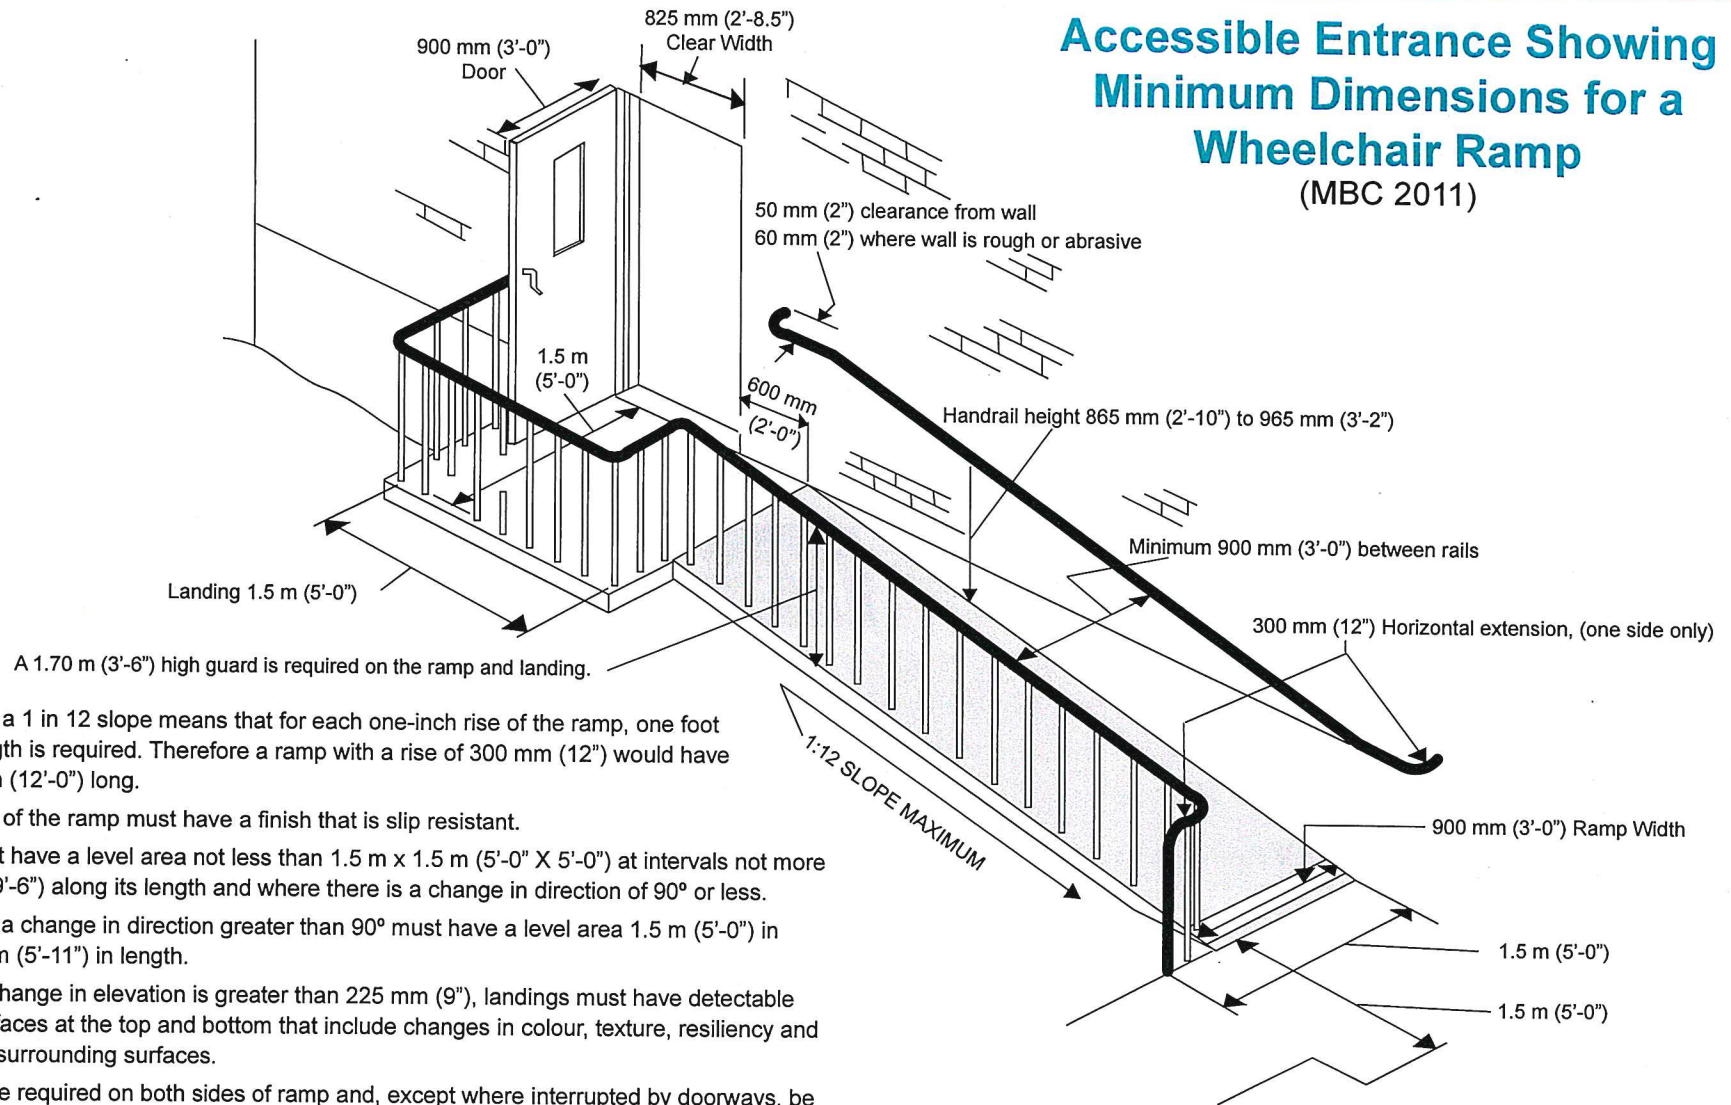 Accessible Entrance Showing
Minimum Dimensions for a
Wheelchair Ramp
(MBC 2011)
825 mm (2'-8.5")
Clear Width
900 mm (3'-0")
Door
50 mm (2") clearance from wall
60 mm (2") where wall is rough or abrasive
1.5 m
(5'-0")
600 mm
(2'-0")
Handrail height 865 mm (2'-10") to 965 mm (3'-2")
Minimum 900 mm (3'-0") between rails
Landing 1.5 m (5'-0")
300 mm (12") Horizontal extension, (one side only)
A 1.70 m (3'-6") high guard is required on the ramp and landing.
1:12 SLOPE MAXIMUM
900 mm (3'-0") Ramp Width
1.5 m (5'-0")
1.5 m (5'-0")
a 1 in 12 slope means that for each one-inch rise of the ramp, one foot
is required. Therefore a ramp with a rise of 300 mm (12") would have
(12'-0") long.
of the ramp must have a finish that is slip resistant.
have a level area not less than 1.5 m x 1.5 m (5'-0" X 5'-0") at intervals not more
along its length and where there is a change in direction of 90º or less.
a change in direction greater than 90º must have a level area 1.5 m (5'-0") in
(5'-11") in length.
change in elevation is greater than 225 mm (9"), landings must have detectable
at the top and bottom that include changes in colour, texture, resiliency and
surrounding surfaces.
required on both sides of ramp and, except where interrupted by doorways, be